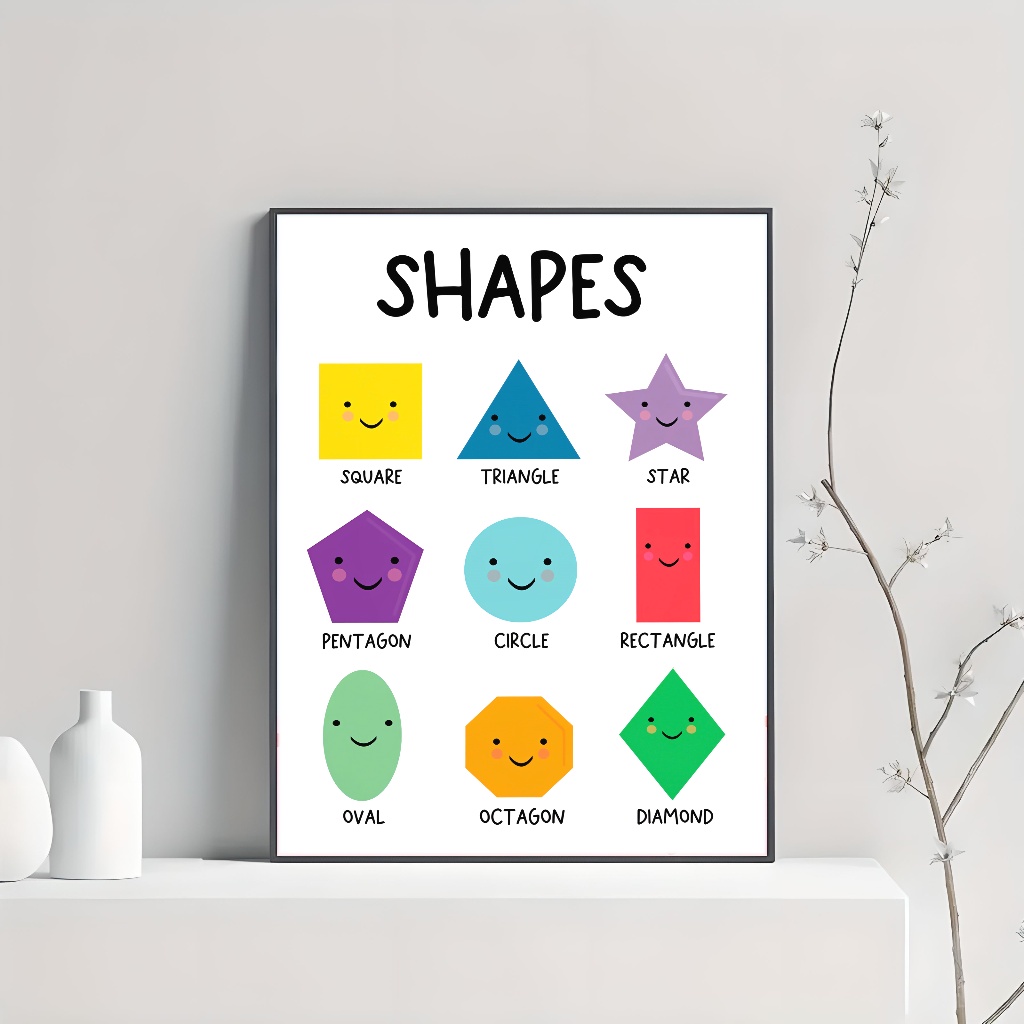 SHAPES
SQUARE TRIANGLE STAR
PENTAGON CIRCLE RECTANGLE
OVAL OCTAGON DIAMOND